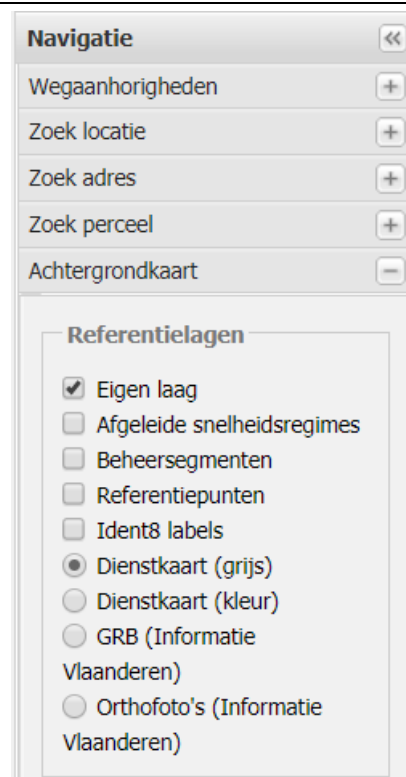 Navigatie
Wegaanhorigheden
Zoek locatie
Zoek adres
Zoek perceel
Achtergrondkaart
Referentielagen
Eigen laag
Afgeleide snelheidsregimes
Beheersegmenten
Referentiepunten
Ident8 labels
Dienstkaart (grijs)
Dienstkaart (kleur)
GRB (Informatie
Vlaanderen)
Orthofoto's (Informatie
Vlaanderen)